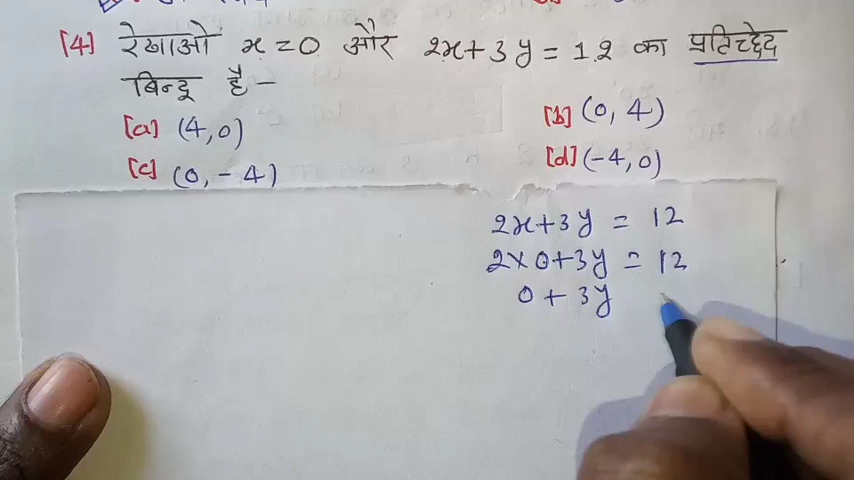 [4] रेखाओं x = 0 और 2x + 3y = 12 का प्रतिच्छेद
बिन्दू है -
[a] (4, 0) [b] (0, 4)
[c] (0, - 4) [d] (-4, 0)
2x + 3y = 12
2 × 0 + 3y = 12
0 + 3y